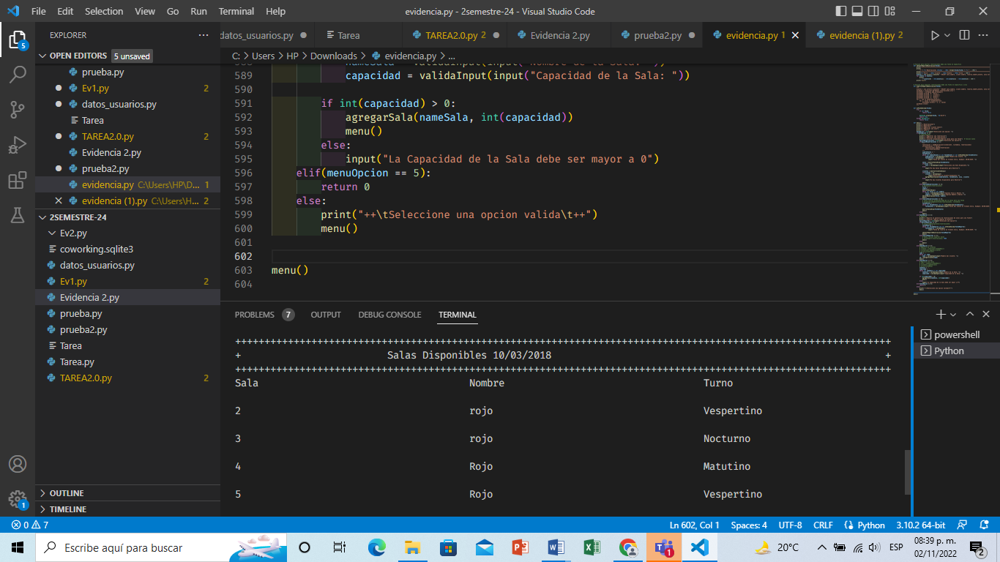 File Edit Selection View Go Run Terminal Help
evidencia.py - 2semestre-24 - Visual Studio Code
5
EXPLORER
OPEN EDITORS 5 unsaved
prueba.py
Ev1.py 2
datos_usuarios.py
Tarea
TAREA2.0.py 2
Evidencia 2.py
prueba2.py
evidencia.py C:\Users\HP\D... 1
evidencia (1).py C:\Users\H... 2
2SEMESTRE-24
Ev2.py
coworking.sqlite3
datos_usuarios.py
Ev1.py 2
Evidencia 2.py
prueba.py
prueba2.py
Tarea
Tarea.py
TAREA2.0.py 2
OUTLINE
TIMELINE
1
datos_usuarios.py Tarea TAREA2.0.py 2 Evidencia 2.py prueba2.py evidencia.py 1 evidencia (1).py 2
C: > Users > HP > Downloads > evidencia.py > ...
589 capacidad = validaInput(input("Capacidad de la Sala: "))
590
591 if int(capacidad) > 0:
592 agregarSala(nameSala, int(capacidad))
593 menu()
594 else:
595 input("La Capacidad de la Sala debe ser mayor a 0")
596 elif(menuOpcion == 5):
597 return 0
598 else:
599 print("++\tSeleccione una opcion valida\t++")
600 menu()
601
602
603 menu()
604
PROBLEMS 7 OUTPUT DEBUG CONSOLE TERMINAL
++++++++++++++++++++++++++++++++++++++++++++++++++++++++++++++++++++++++++++++++++++++++++++++++++++++++++++++++
+ Salas Disponibles 10/03/2018 +
++++++++++++++++++++++++++++++++++++++++++++++++++++++++++++++++++++++++++++++++++++++++++++++++++++++++++++++++
Sala Nombre Turno
2 rojo Vespertino
3 rojo Nocturno
4 Rojo Matutino
5 Rojo Vespertino
powershell
Python
0 7
Ln 602, Col 1 Spaces: 4 UTF-8 CRLF Python 3.10.2 64-bit
Escribe aquí para buscar
1
20°C
ESP
08:39 p. m.
02/11/2022
2